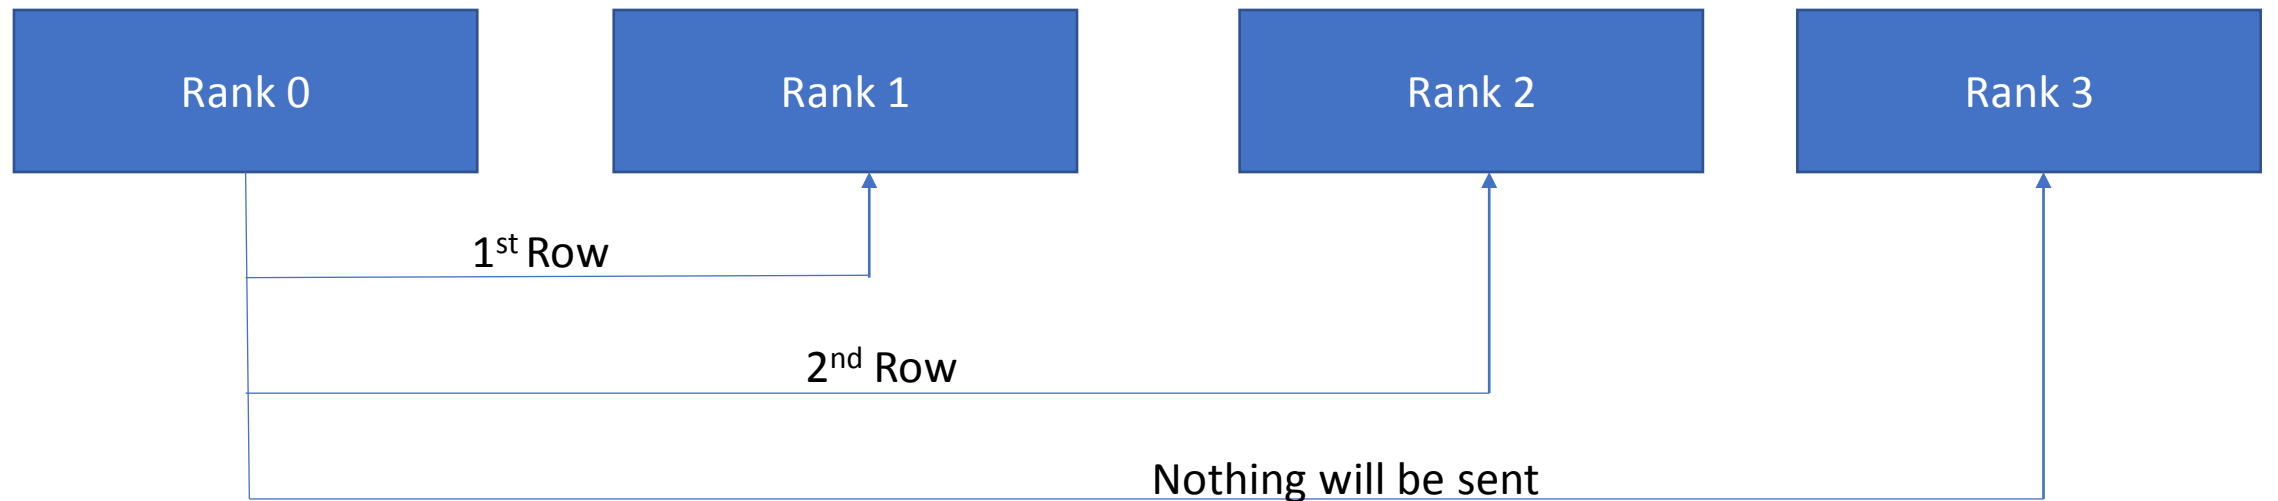 Rank 0
Rank 1
Rank 2
Rank 3
1st Row
2nd Row
Nothing will be sent